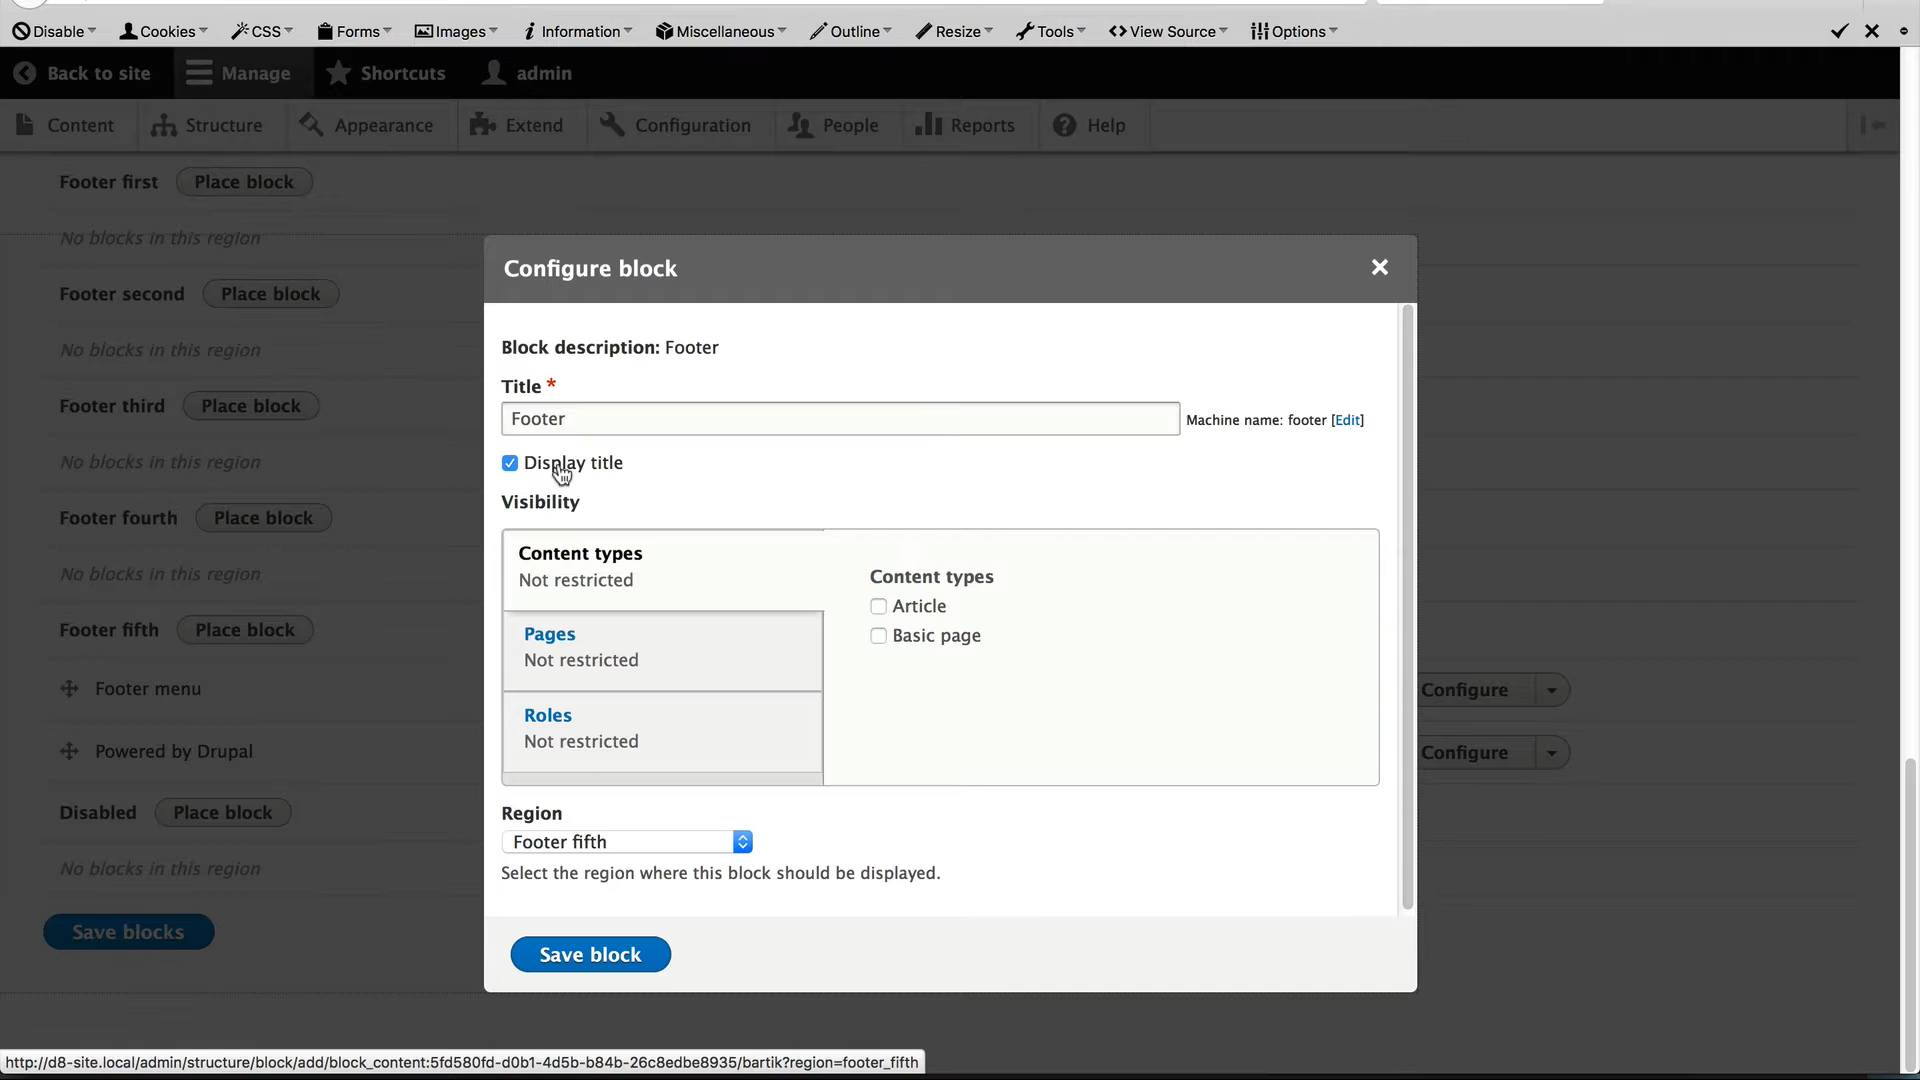 Disable Cookies CSS Forms Images Information Miscellaneous Outline Resize Tools View Source Options
Back to site Manage Shortcuts admin
Content Structure Appearance Extend Configuration People Reports Help
Footer first Place block
No blocks in this region
Footer second Place block
No blocks in this region
Footer third Place block
No blocks in this region
Footer fourth Place block
No blocks in this region
Footer fifth Place block
Footer menu
Configure
Powered by Drupal
Configure
Disabled Place block
No blocks in this region
Save blocks
Configure block
Block description: Footer
Title *
Footer
Machine name: footer [Edit]
Display title
Visibility
Content types
Not restricted
Pages
Not restricted
Roles
Not restricted
Content types
Article
Basic page
Region
Footer fifth
Select the region where this block should be displayed.
Save block
http://d8-site.local/admin/structure/block/add/block_content:5fd580fd-d0b1-4d5b-b84b-26c8edbe8935/bartik?region=footer_fifth